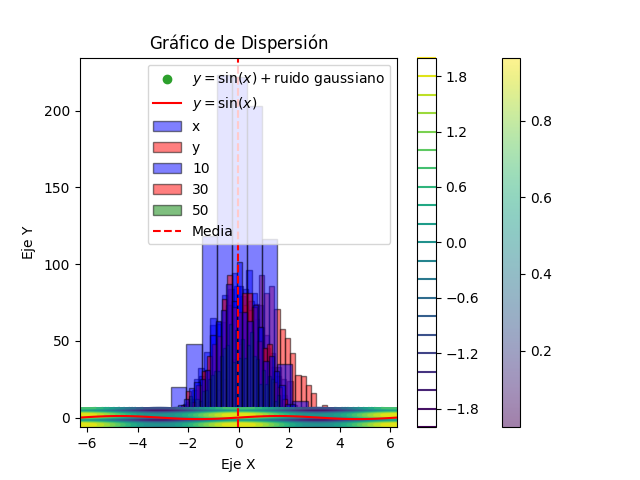 Gráfico de Dispersión
y = sin(x) + ruido gaussiano
y = sin(x)
x
y
10
30
50
Media
Eje Y
200
150
100
50
0
−6 −4 −2 0 2 4 6
Eje X
1.8
1.2
0.6
0.0
−0.6
−1.2
−1.8
0.8
0.6
0.4
0.2